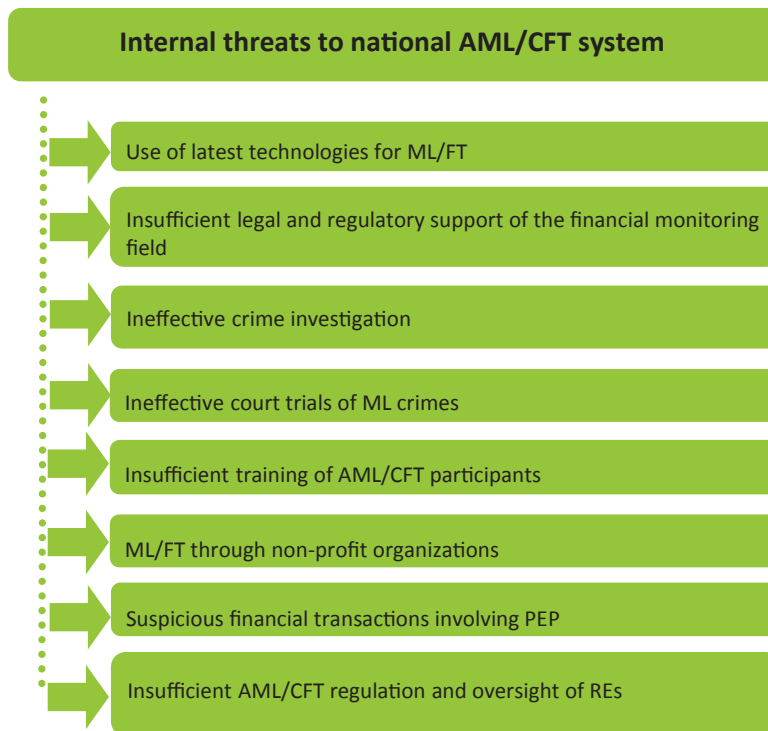 Internal threats to national AML/CFT system
Use of latest technologies for ML/FT
Insufficient legal and regulatory support of the financial monitoring
field
Ineffective crime investigation
Ineffective court trials of ML crimes
Insufficient training of AML/CFT participants
ML/FT through non-profit organizations
Suspicious financial transactions involving PEP
Insufficient AML/CFT regulation and oversight of REs